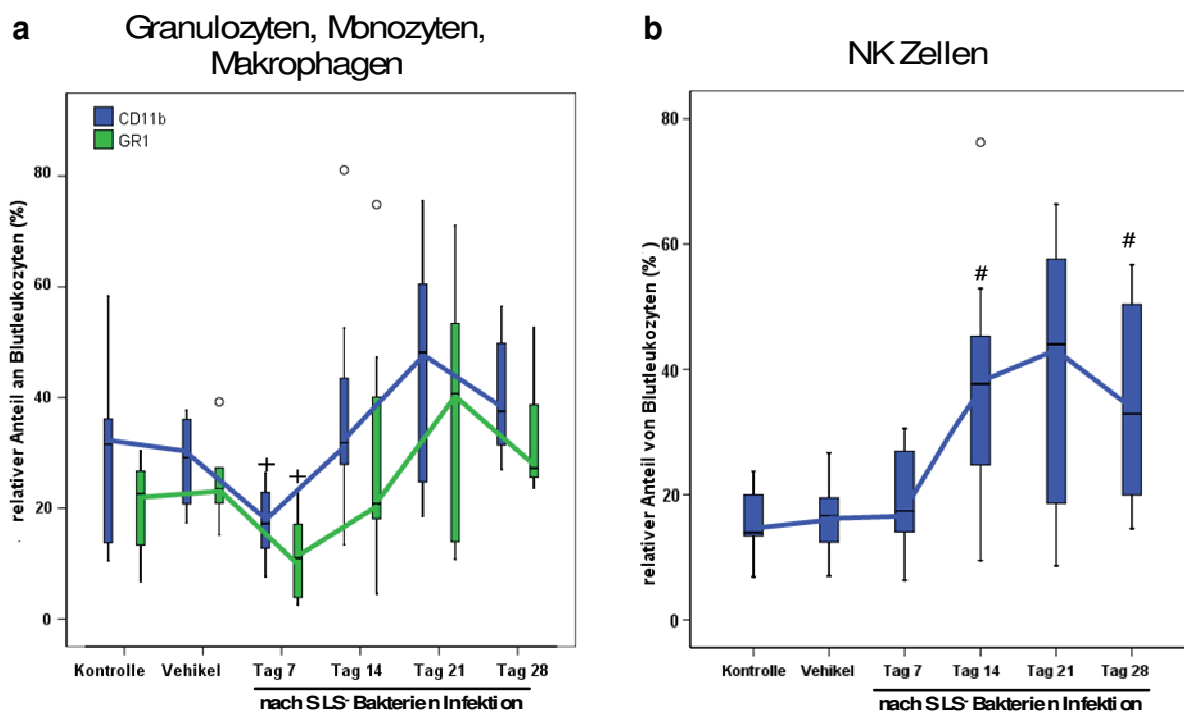 a
Granulozyten, Monozyten,
Makrophagen
CD11b
GR1
relativer Anteil an Blutleukozyten (%)
80
60
40
20
0
+
+
Kontrolle Vehikel Tag 7 Tag 14 Tag 21 Tag 28
nach SLS- Bakterien Infektion
b
NK Zellen
relativer Anteil von Blutleukozyten (%)
80
60
40
20
0
#
#
Kontrolle Vehikel Tag 7 Tag 14 Tag 21 Tag 28
nach SLS- Bakterien Infektion